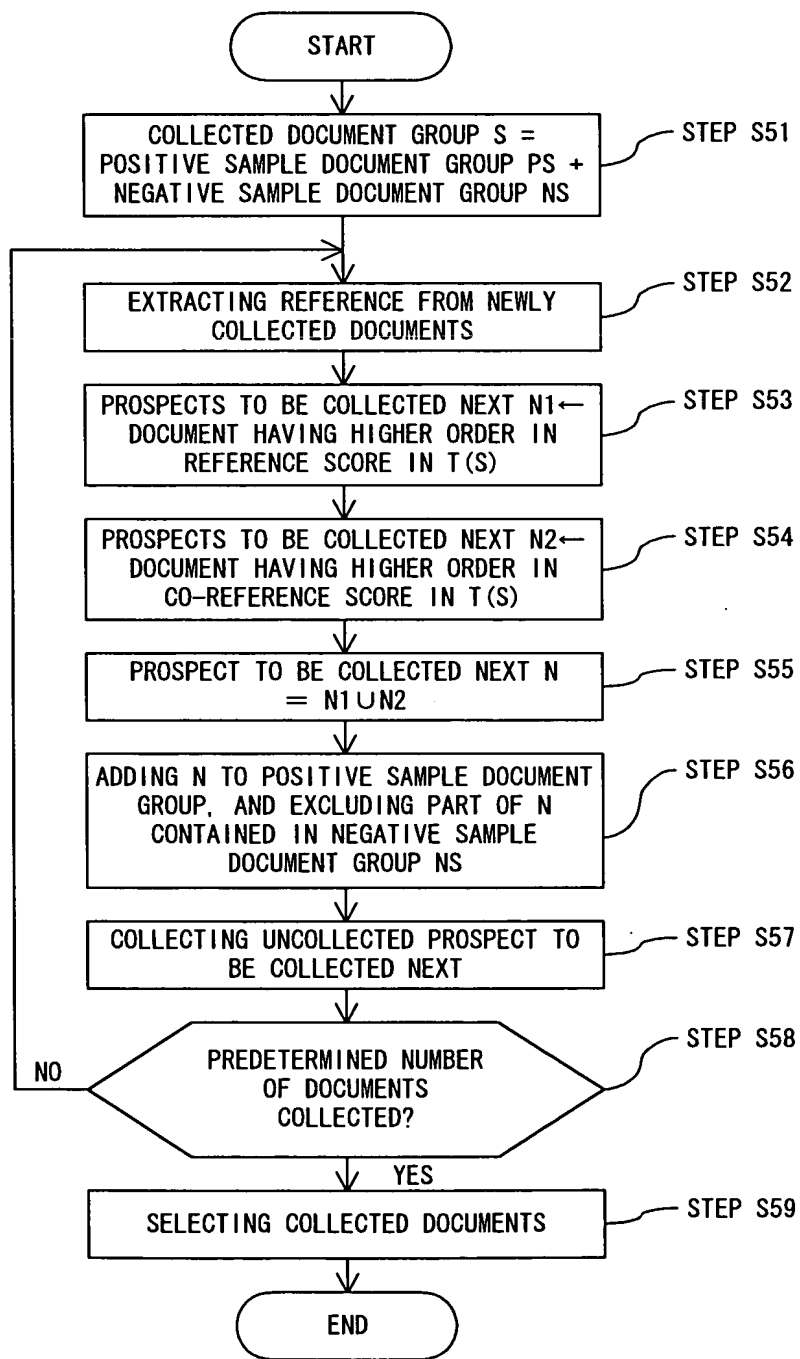 START
COLLECTED DOCUMENT GROUP S =
POSITIVE SAMPLE DOCUMENT GROUP PS +
NEGATIVE SAMPLE DOCUMENT GROUP NS
STEP S51
EXTRACTING REFERENCE FROM NEWLY
COLLECTED DOCUMENTS
STEP S52
PROSPECTS TO BE COLLECTED NEXT N1←
DOCUMENT HAVING HIGHER ORDER IN
REFERENCE SCORE IN T(S)
STEP S53
PROSPECTS TO BE COLLECTED NEXT N2←
DOCUMENT HAVING HIGHER ORDER IN
CO-REFERENCE SCORE IN T(S)
STEP S54
PROSPECT TO BE COLLECTED NEXT N
= N1∪N2
STEP S55
ADDING N TO POSITIVE SAMPLE DOCUMENT
GROUP, AND EXCLUDING PART OF N
CONTAINED IN NEGATIVE SAMPLE
DOCUMENT GROUP NS
STEP S56
COLLECTING UNCOLLECTED PROSPECT TO
BE COLLECTED NEXT
STEP S57
PREDETERMINED NUMBER
OF DOCUMENTS
COLLECTED?
STEP S58
NO
YES
SELECTING COLLECTED DOCUMENTS
STEP S59
END